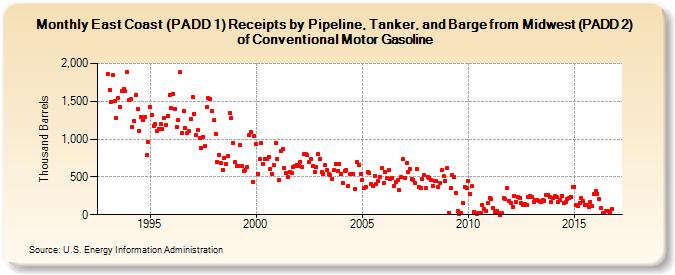 Monthly East Coast (PADD 1) Receipts by Pipeline, Tanker, and Barge from Midwest (PADD 2)
of Conventional Motor Gasoline
Thousand Barrels
2,000
1,500
1,000
500
0
1995
2000
2005
2010
2015
Source: U.S. Energy Information Administration